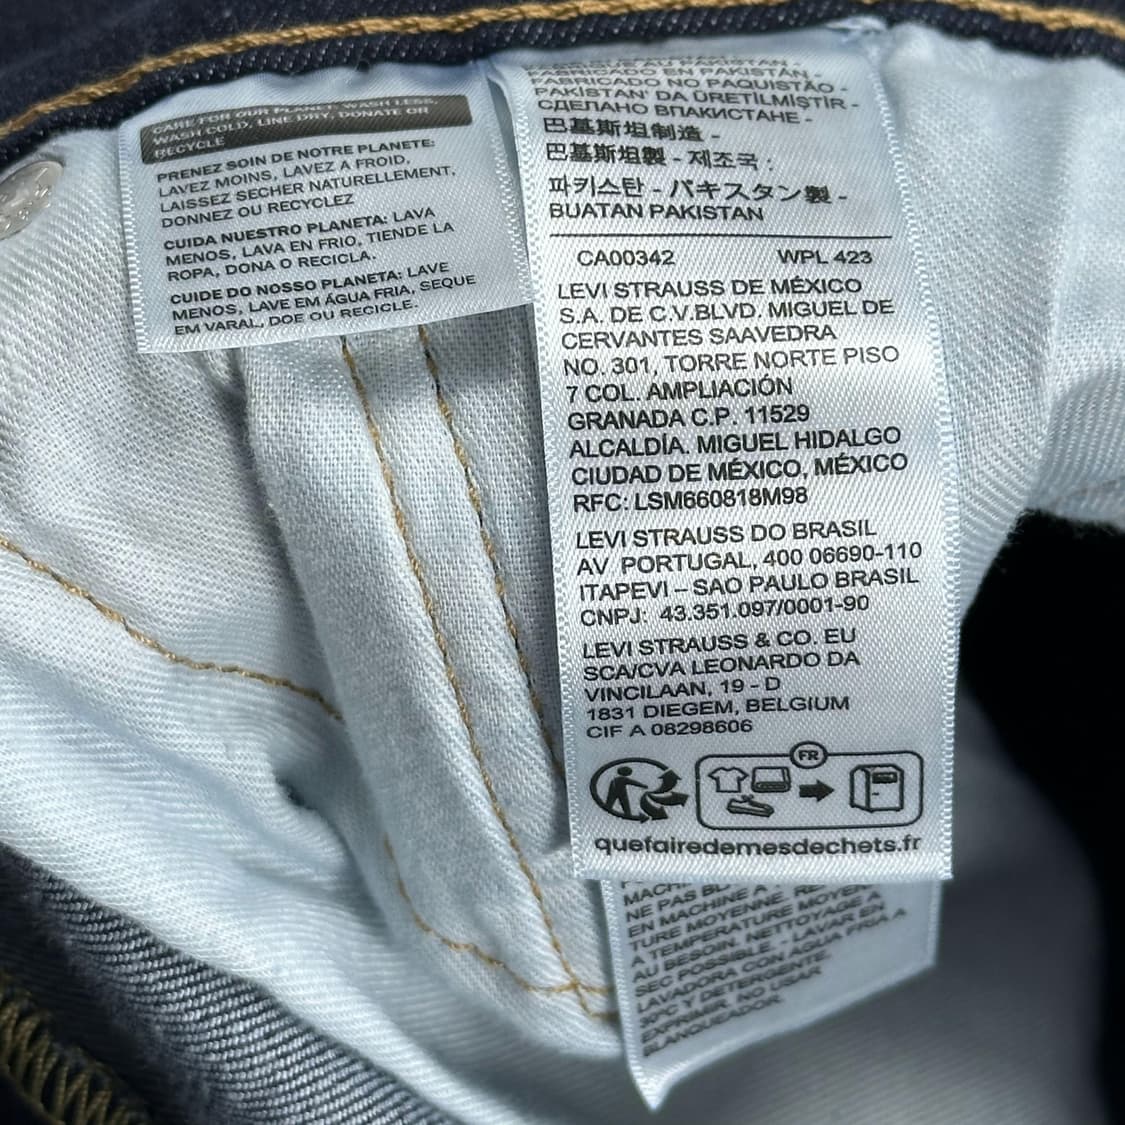 CARE FOR OUR PLANET: WASH LESS,
WASH COLD, LINE DRY, DONATE OR
RECYCLE
PRENEZ SOIN DE NOTRE PLANETE:
LAVEZ MOINS, LAVEZ A FROID,
LAISSEZ SECHER NATURELLEMENT,
DONNEZ OU RECYCLEZ
CUIDA NUESTRO PLANETA: LAVA
MENOS, LAVA EN FRIO, TIENDE LA
ROPA, DONA O RECICLA.
CUIDE DO NOSSO PLANETA: LAVE
MENOS, LAVE EM ÁGUA FRIA, SEQUE
EM VARAL, DOE OU RECICLE.
AU PAKISTAN
FABRICADO EN PAKISTÁN -
FABRICADO NO PAQUISTÃO -
PAKİSTAN' DA ÜRETİLMİŞTİR -
СДЕЛАНО ВПАКИСТАНЕ -
巴基斯坦制造 -
巴基斯坦製 - 제조국 :
파키스탄 - パキスタン製 -
BUATAN PAKISTAN
CA00342 WPL 423
LEVI STRAUSS DE MÉXICO
S.A. DE C.V.BLVD. MIGUEL DE
CERVANTES SAAVEDRA
NO. 301, TORRE NORTE PISO
7 COL. AMPLIACIÓN
GRANADA C.P. 11529
ALCALDÍA. MIGUEL HIDALGO
CIUDAD DE MÉXICO, MÉXICO
RFC: LSM660818M98
LEVI STRAUSS DO BRASIL
AV PORTUGAL, 400 06690-110
ITAPEVI – SAO PAULO BRASIL
CNPJ: 43.351.097/0001-90
LEVI STRAUSS & CO. EU
SCA/CVA LEONARDO DA
VINCILAAN, 19 - D
1831 DIEGEM, BELGIUM
CIF A 08298606
FR
quefairedemesdechets.fr
NE PAS
EN MACHINE A
TURE MOYENNE. REPASSER
A TEMPERATURE MOYENNE
AU BESOIN. NETTOYAGE A
SEC POSSIBLE. - LAVAR EN
LAVADORA CON AGUA FRIA A
Y DETERGENTE.
EXPRIMIR. NO USAR
BLANQUEADOR.